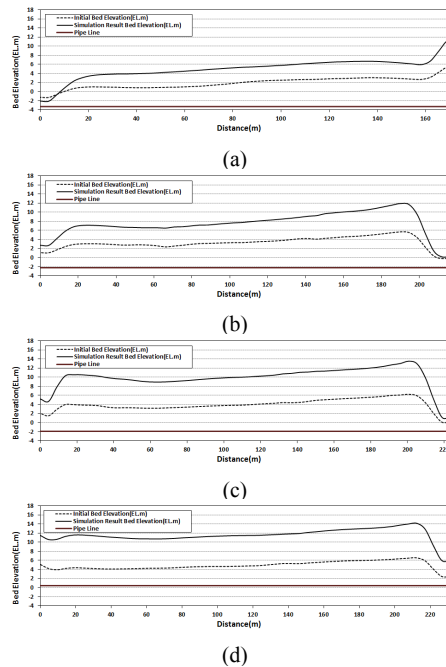 Initial Bed Elevation(EL.m)
Simulation Result Bed Elevation(EL.m)
Pipe Line
Bed Elevation(EL.m)
18
16
14
12
10
8
6
4
2
0
-2
-4
0 20 40 60 80 100 120 140 160
Distance(m)
(a)
Initial Bed Elevation(EL.m)
Simulation Result Bed Elevation(EL.m)
Pipe Line
Bed Elevation(EL.m)
18
16
14
12
10
8
6
4
2
0
-2
-4
0 20 40 60 80 100 120 140 160 180 200
Distance(m)
(b)
Initial Bed Elevation(EL.m)
Simulation Result Bed Elevation(EL.m)
Pipe Line
Bed Elevation(EL.m)
18
16
14
12
10
8
6
4
2
0
-2
-4
0 20 40 60 80 100 120 140 160 180 200
Distance(m)
(c)
Initial Bed Elevation(EL.m)
Simulation Result Bed Elevation(EL.m)
Pipe Line
Bed Elevation(EL.m)
18
16
14
12
10
8
6
4
2
0
-2
-4
0 20 40 60 80 100 120 140 160 180 200 220
Distance(m)
(d)